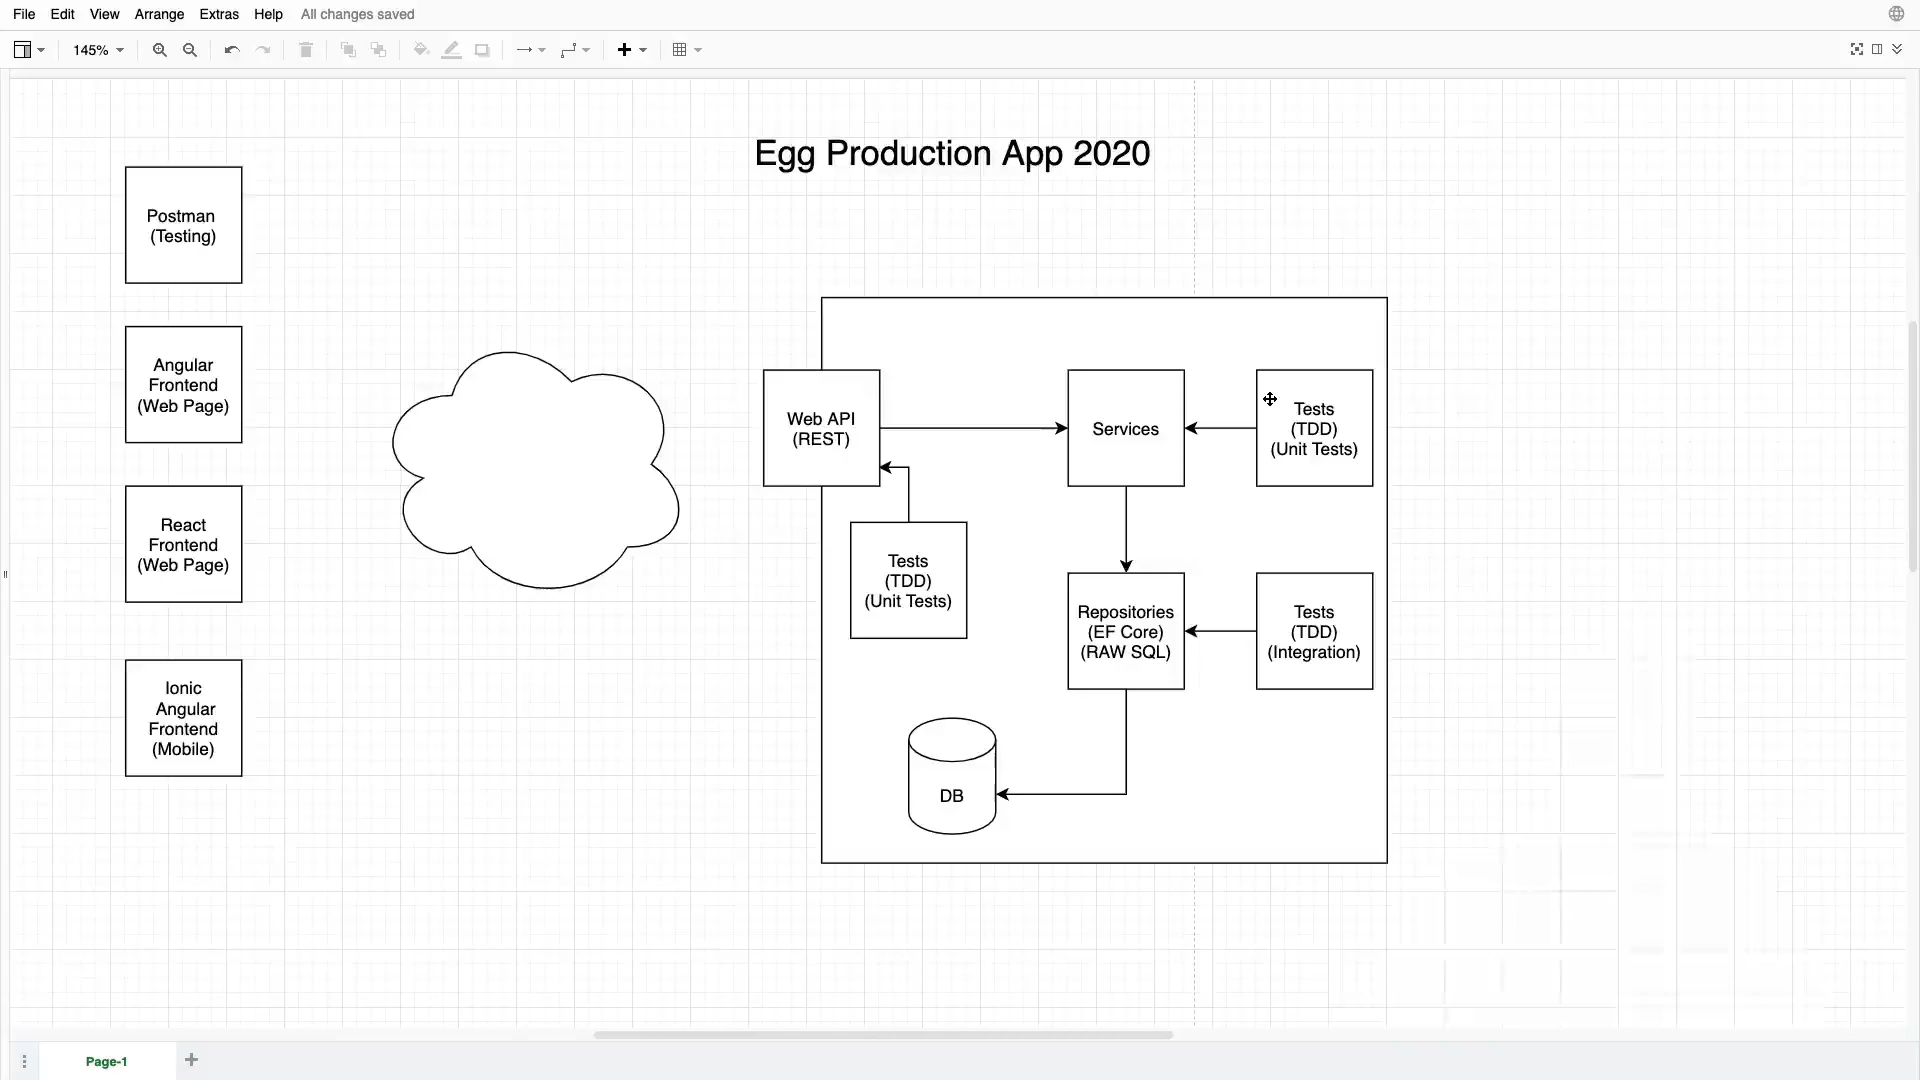 File Edit View Arrange Extras Help All changes saved
145%
Egg Production App 2020
Postman
(Testing)
Angular
Frontend
(Web Page)
React
Frontend
(Web Page)
Ionic
Angular
Frontend
(Mobile)
Web API
(REST)
Services
Tests
(TDD)
(Unit Tests)
Tests
(TDD)
(Unit Tests)
Repositories
(EF Core)
(RAW SQL)
Tests
(TDD)
(Integration)
DB
Page-1